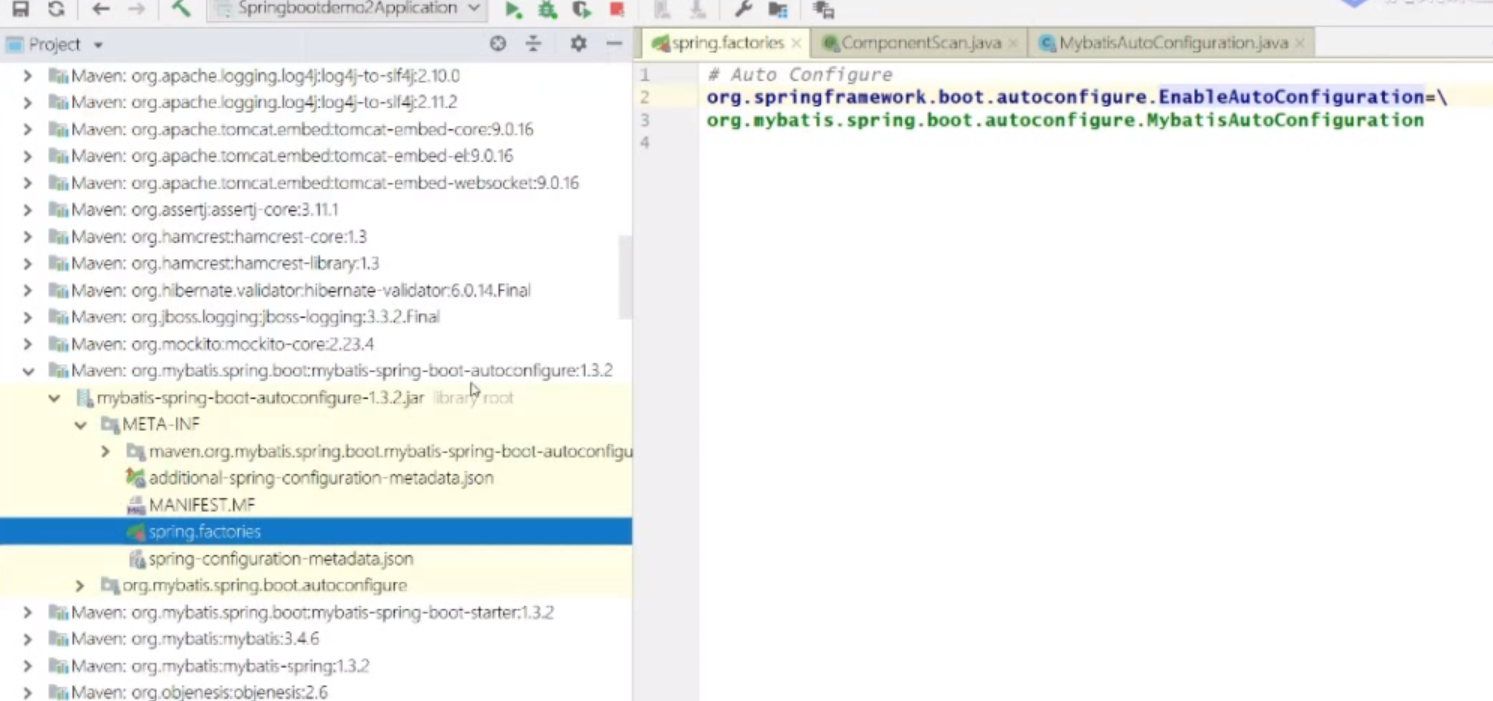 Springbootdemo2Application
Project
spring.factories
ComponentScan.java
MybatisAutoConfiguration.java
Maven: org.apache.logging.log4j:log4j-to-slf4j:2.10.0
Maven: org.apache.logging.log4j:log4j-to-slf4j:2.11.2
Maven: org.apache.tomcat.embed:tomcat-embed-core:9.0.16
Maven: org.apache.tomcat.embed:tomcat-embed-el:9.0.16
Maven: org.apache.tomcat.embed:tomcat-embed-websocket:9.0.16
Maven: org.assertj:assertj-core:3.11.1
Maven: org.hamcrest:hamcrest-core:1.3
Maven: org.hamcrest:hamcrest-library:1.3
Maven: org.hibernate.validator:hibernate-validator:6.0.14.Final
Maven: org.jboss.logging:jboss-logging:3.3.2.Final
Maven: org.mockito:mockito-core:2.23.4
Maven: org.mybatis.spring.boot:mybatis-spring-boot-autoconfigure:1.3.2
mybatis-spring-boot-autoconfigure-1.3.2.jar library root
META-INF
maven.org.mybatis.spring.boot.mybatis-spring-boot-autoconfigu
additional-spring-configuration-metadata.json
MANIFEST.MF
spring.factories
spring-configuration-metadata.json
org.mybatis.spring.boot.autoconfigure
Maven: org.mybatis.spring.boot:mybatis-spring-boot-starter:1.3.2
Maven: org.mybatis:mybatis:3.4.6
Maven: org.mybatis:mybatis-spring:1.3.2
Maven: org.objenesis:objenesis:2.6
1 # Auto Configure
2 org.springframework.boot.autoconfigure.EnableAutoConfiguration=\
3 org.mybatis.spring.boot.autoconfigure.MybatisAutoConfiguration
4